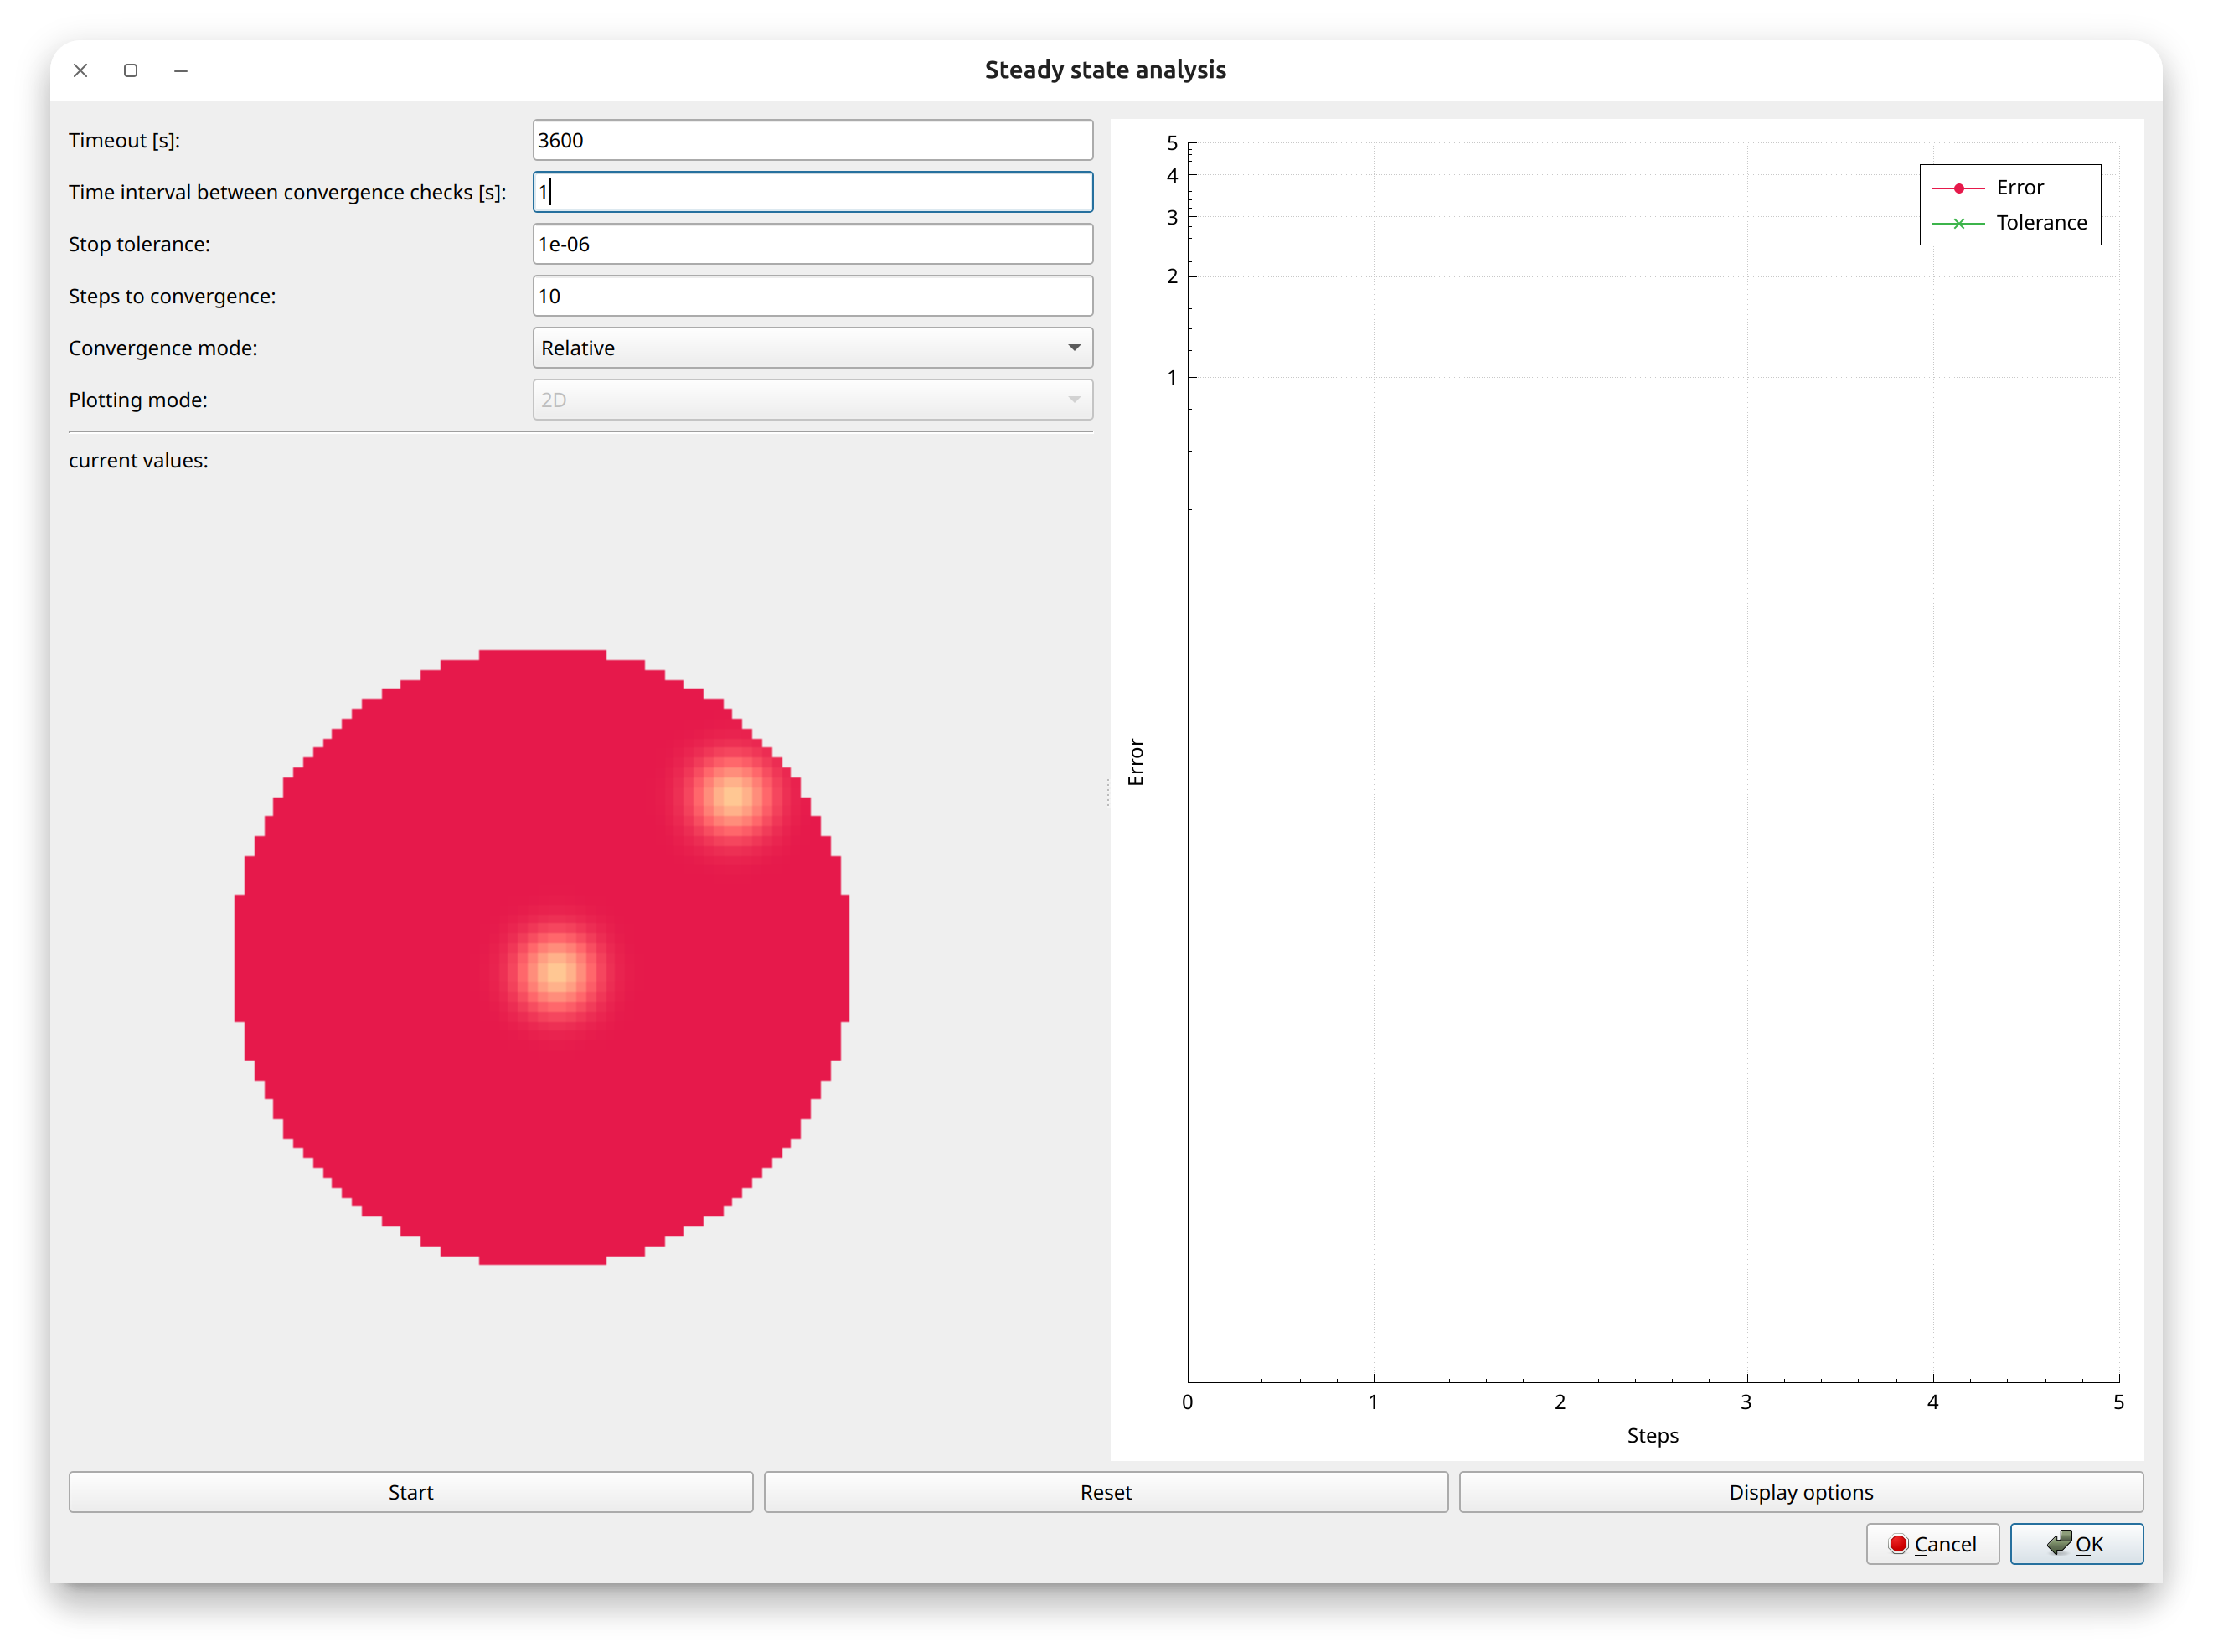 Steady state analysis
Timeout [s]: 3600
Time interval between convergence checks [s]: 1
Stop tolerance: 1e-06
Steps to convergence: 10
Convergence mode: Relative
Plotting mode: 2D
current values:
5
4
3
2
1
Error
Tolerance
Error
0 1 2 3 4 5
Steps
Start Reset Display options
Cancel OK